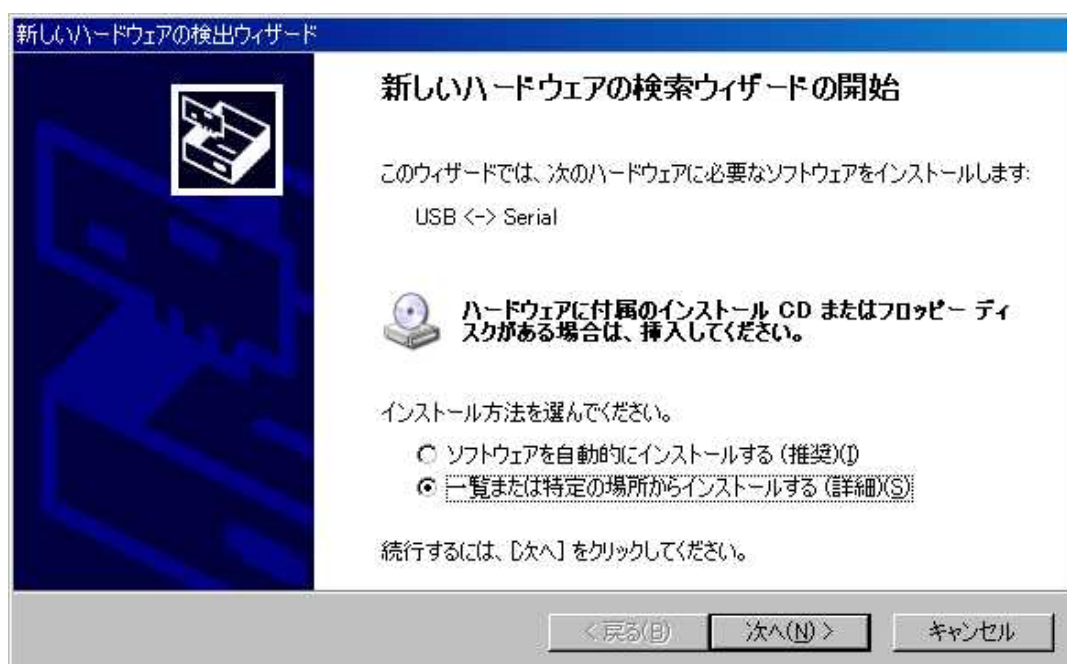 新しいハードウェアの検出ウィザード
新しいハードウェアの検索ウィザードの開始
このウィザードでは、次のハードウェアに必要なソフトウェアをインストールします:
USB <-> Serial
ハードウェアに付属のインストール CD またはフロッピー ディ
スクがある場合は、挿入してください。
インストール方法を選んでください。
ソフトウェアを自動的にインストールする (推奨)(I)
一覧または特定の場所からインストールする (詳細)(S)
続行するには、[次へ] をクリックしてください。
< 戻る(B) 次へ(N) > キャンセル